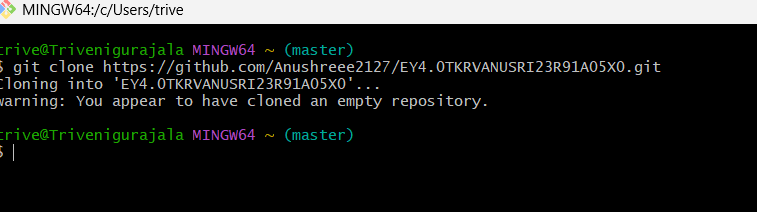 MINGW64:/c/Users/trive
trive@Trivenigurajala MINGW64 ~ (master)
$ git clone https://github.com/Anushreee2127/EY4.0TKRVANUSRI23R91A05X0.git
Cloning into 'EY4.0TKRVANUSRI23R91A05X0'...
warning: You appear to have cloned an empty repository.
trive@Trivenigurajala MINGW64 ~ (master)
$